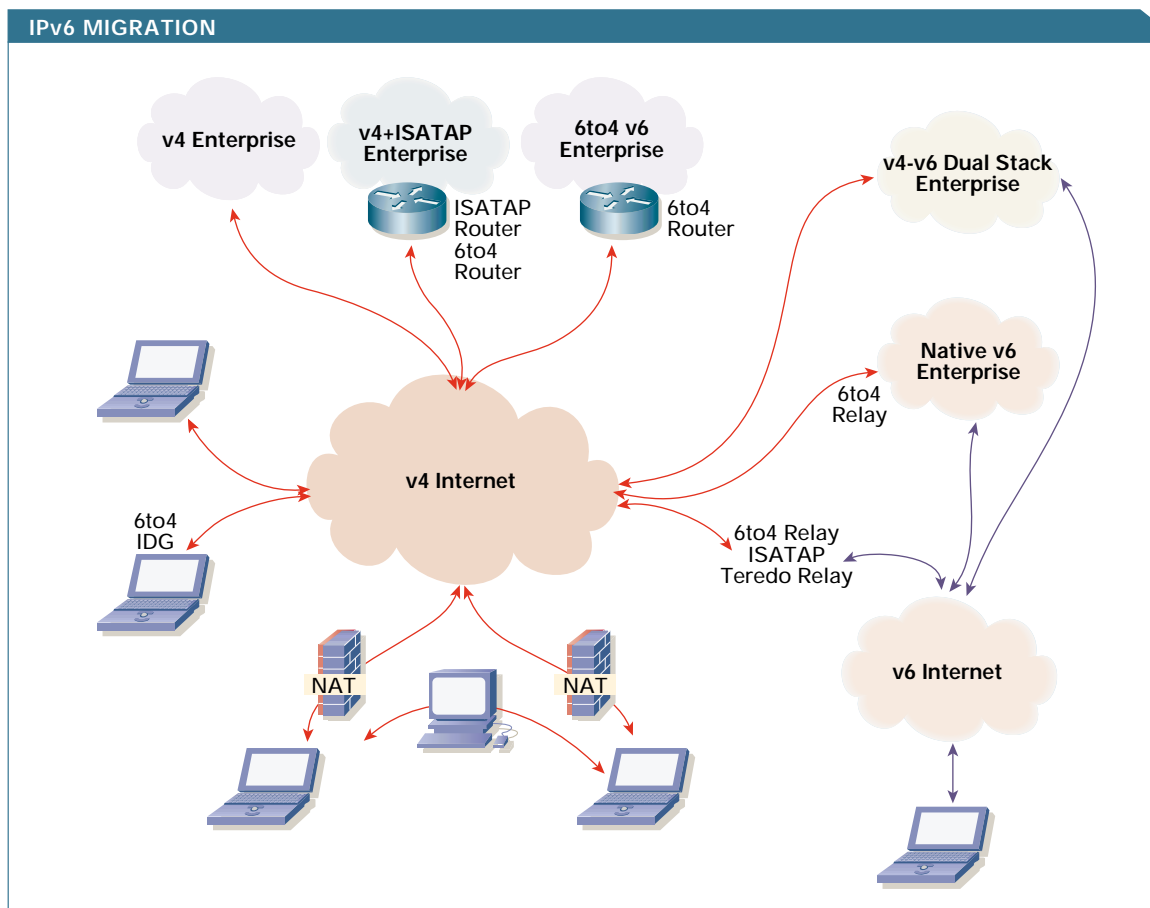 IPv6 MIGRATION
v4 Enterprise
v4+ISATAP
Enterprise
6to4 v6
Enterprise
v4-v6 Dual Stack
Enterprise
ISATAP
Router
6to4
Router
6to4
Router
Native v6
Enterprise
6to4
Relay
v4 Internet
6to4
IDG
6to4 Relay
ISATAP
Teredo Relay
NAT
NAT
v6 Internet